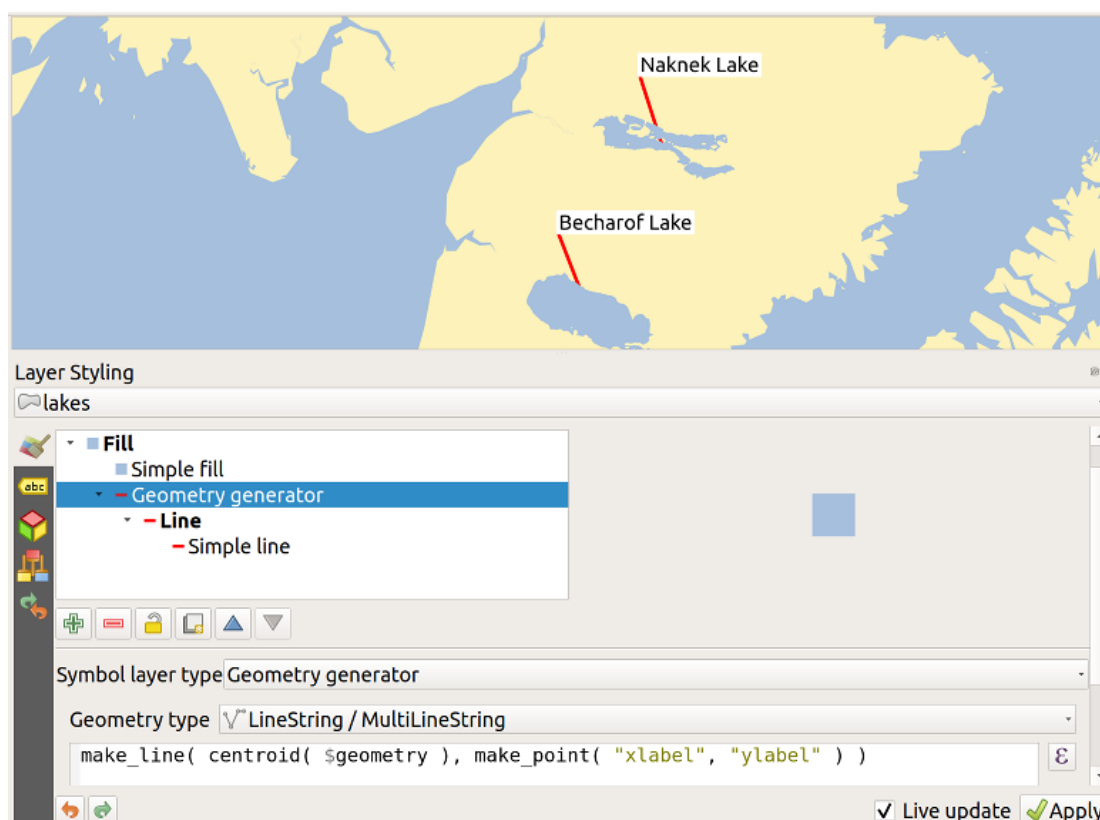 Naknek Lake
Becharof Lake
Layer Styling
lakes
Fill
Simple fill
abc
Geometry generator
Line
Simple line
Symbol layer type Geometry generator
Geometry type LineString / MultiLineString
make_line( centroid( $geometry ), make_point( "xlabel", "ylabel" ) )
ε
Live update Apply